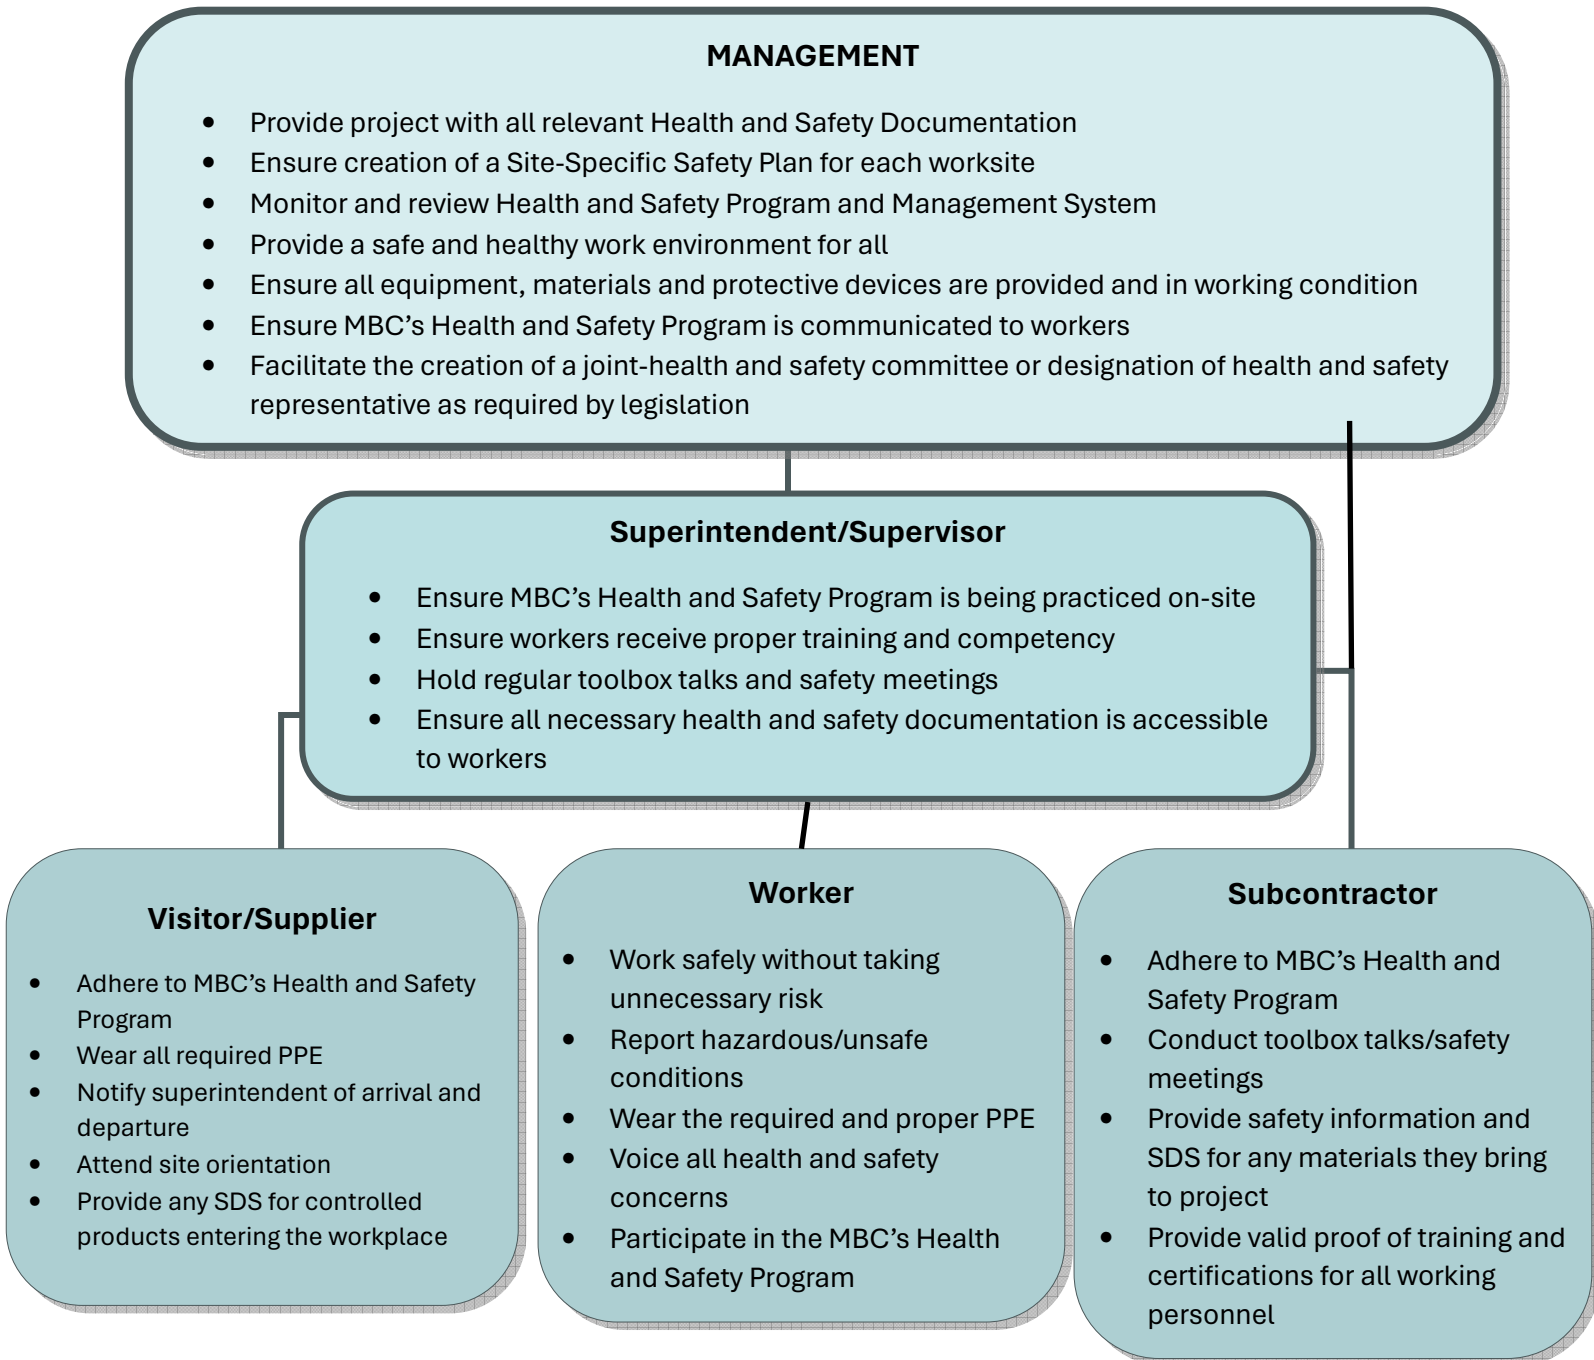 MANAGEMENT
• Provide project with all relevant Health and Safety Documentation
• Ensure creation of a Site-Specific Safety Plan for each worksite
• Monitor and review Health and Safety Program and Management System
• Provide a safe and healthy work environment for all
• Ensure all equipment, materials and protective devices are provided and in working condition
• Ensure MBC’s Health and Safety Program is communicated to workers
• Facilitate the creation of a joint-health and safety committee or designation of health and safety
representative as required by legislation
Superintendent/Supervisor
• Ensure MBC’s Health and Safety Program is being practiced on-site
• Ensure workers receive proper training and competency
• Hold regular toolbox talks and safety meetings
• Ensure all necessary health and safety documentation is accessible
to workers
Visitor/Supplier
• Adhere to MBC’s Health and Safety
Program
• Wear all required PPE
• Notify superintendent of arrival and
departure
• Attend site orientation
• Provide any SDS for controlled
products entering the workplace
Worker
• Work safely without taking
unnecessary risk
• Report hazardous/unsafe
conditions
• Wear the required and proper PPE
• Voice all health and safety
concerns
• Participate in the MBC’s Health
and Safety Program
Subcontractor
• Adhere to MBC’s Health and
Safety Program
• Conduct toolbox talks/safety
meetings
• Provide safety information and
SDS for any materials they bring
to project
• Provide valid proof of training and
certifications for all working
personnel